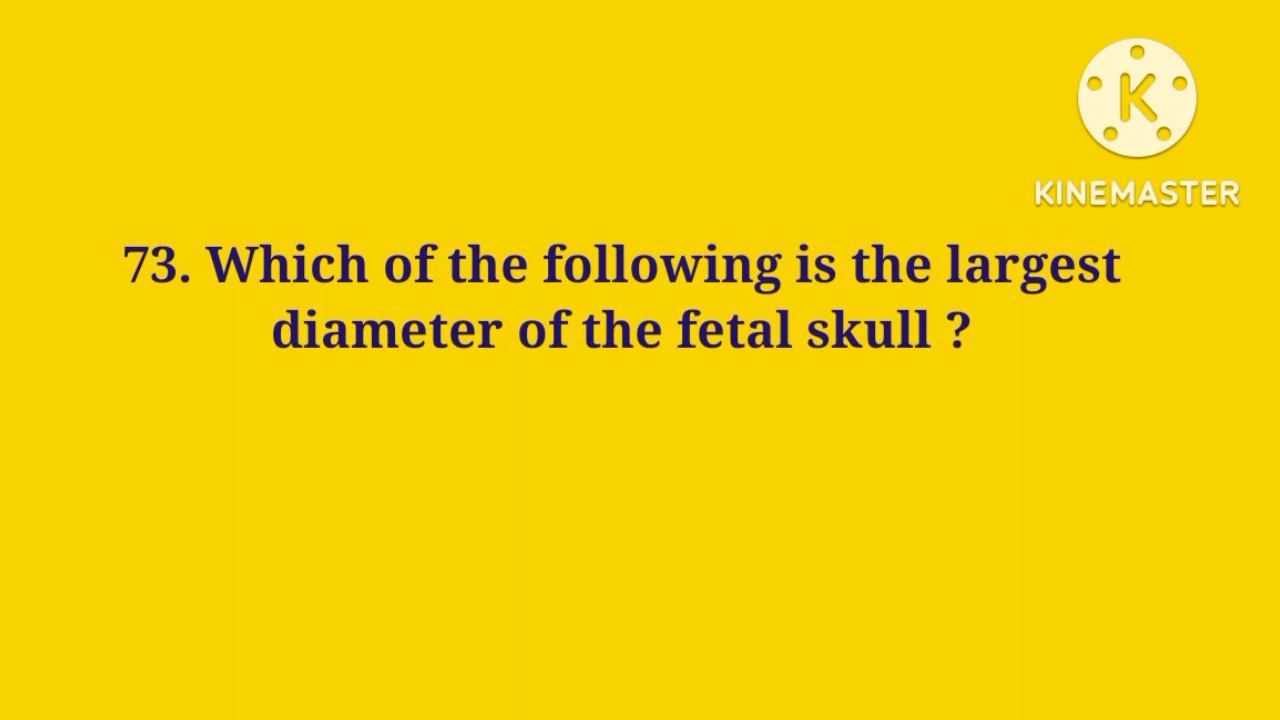 K
KINEMASTER
73. Which of the following is the largest
diameter of the fetal skull ?